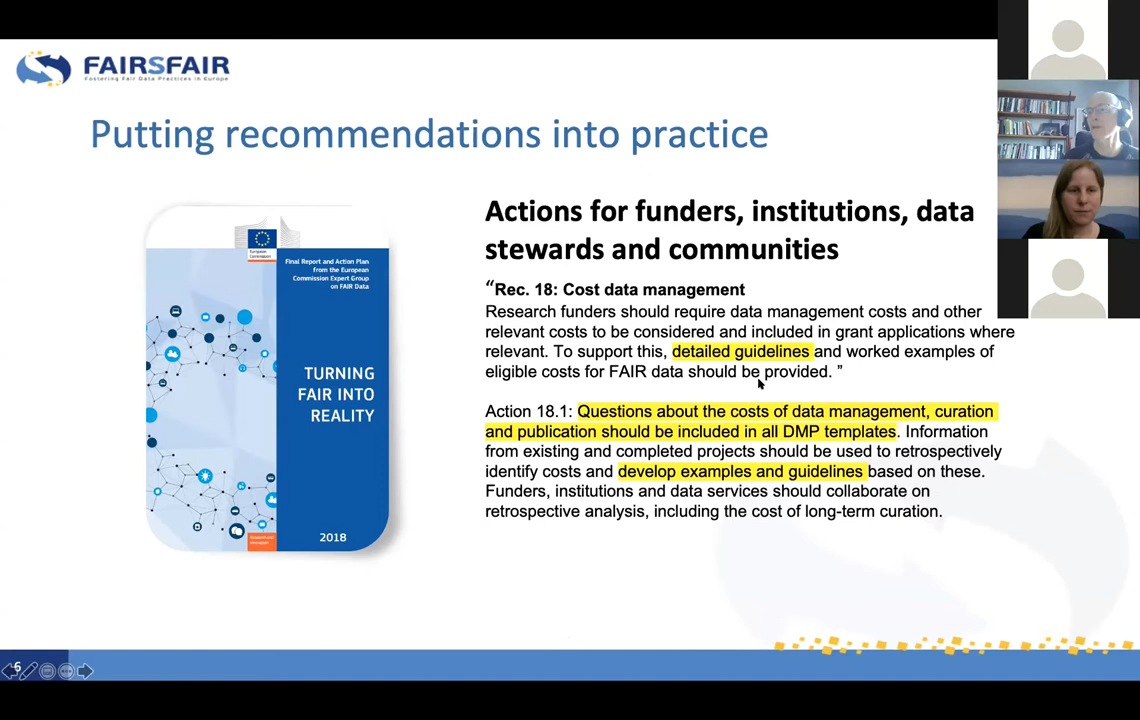 FAIRSFAIR
Fostering Fair Data Practices in Europe
Putting recommendations into practice
European
Commission
Final Report and Action Plan
from the European
Commission Expert Group
on FAIR Data
TURNING
FAIR INTO
REALITY
2018
Actions for funders, institutions, data
stewards and communities
“Rec. 18: Cost data management
Research funders should require data management costs and other
relevant costs to be considered and included in grant applications where
relevant. To support this, detailed guidelines and worked examples of
eligible costs for FAIR data should be provided. ”
Action 18.1: Questions about the costs of data management, curation
and publication should be included in all DMP templates. Information
from existing and completed projects should be used to retrospectively
identify costs and develop examples and guidelines based on these.
Funders, institutions and data services should collaborate on
retrospective analysis, including the cost of long-term curation.
6